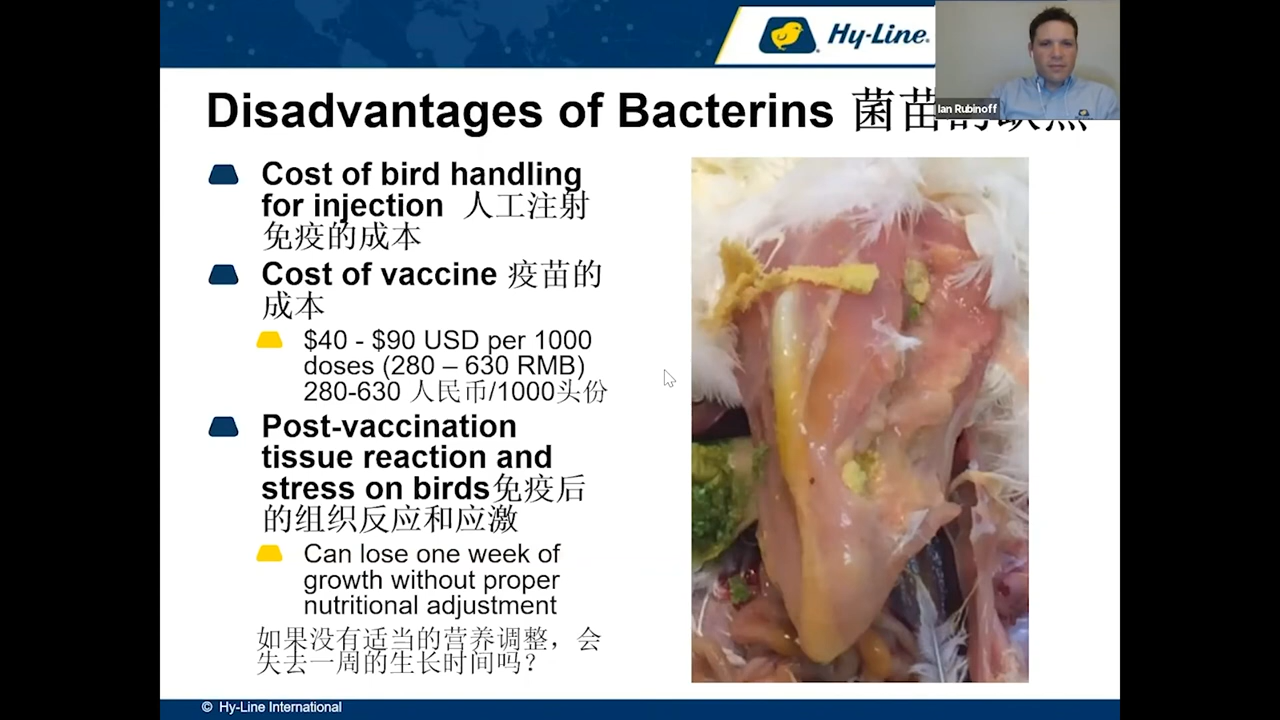 Hy-Line.
Ian Rubinoff
Disadvantages of Bacterins 菌苗的缺点
Cost of bird handling
for injection 人工注射
免疫的成本
Cost of vaccine 疫苗的
成本
$40 - $90 USD per 1000
doses (280 – 630 RMB)
280-630 人民币/1000头份
Post-vaccination
tissue reaction and
stress on birds免疫后
的组织反应和应激
Can lose one week of
growth without proper
nutritional adjustment
如果没有适当的营养调整，会
失去一周的生长时间吗？
© Hy-Line International